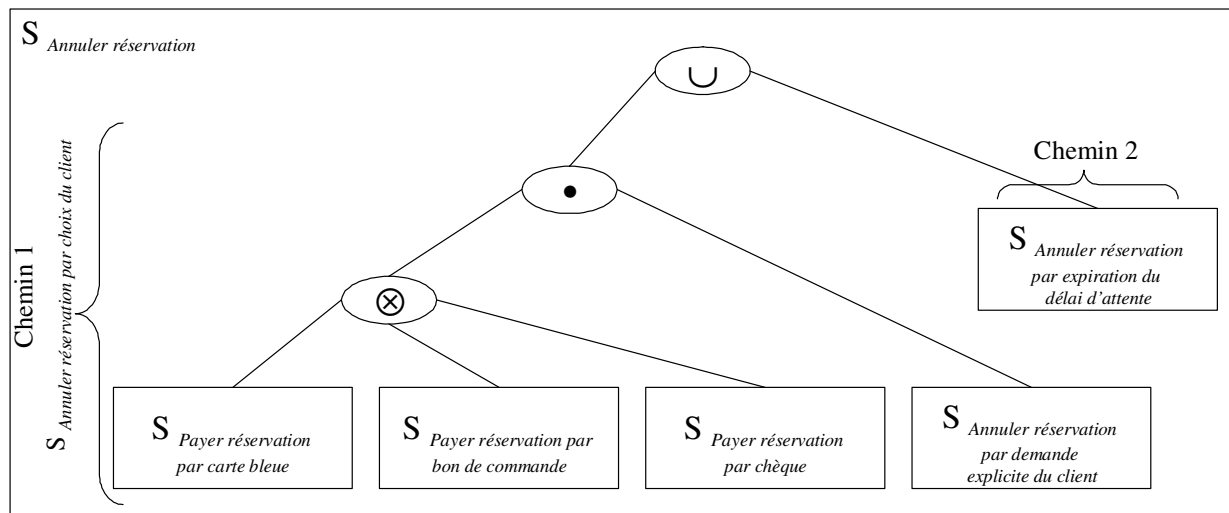 S Annuler réservation
∪
Chemin 1
S Annuler réservation par choix du client
•
Chemin 2
S Annuler réservation
par expiration du
délai d'attente
⊗
S Payer réservation
par carte bleue
S Payer réservation par
bon de commande
S Payer réservation
par chèque
S Annuler réservation
par demande
explicite du client